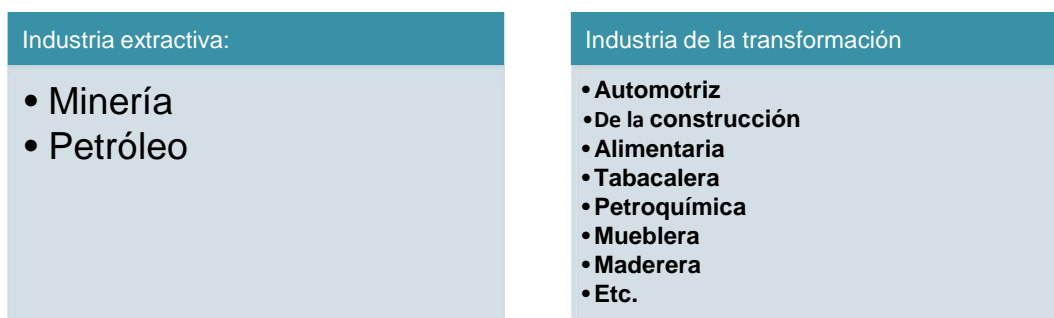 Industria extractiva:
• Minería
• Petróleo
Industria de la transformación
• Automotriz
• De la construcción
• Alimentaria
• Tabacalera
• Petroquímica
• Mueblera
• Maderera
• Etc.